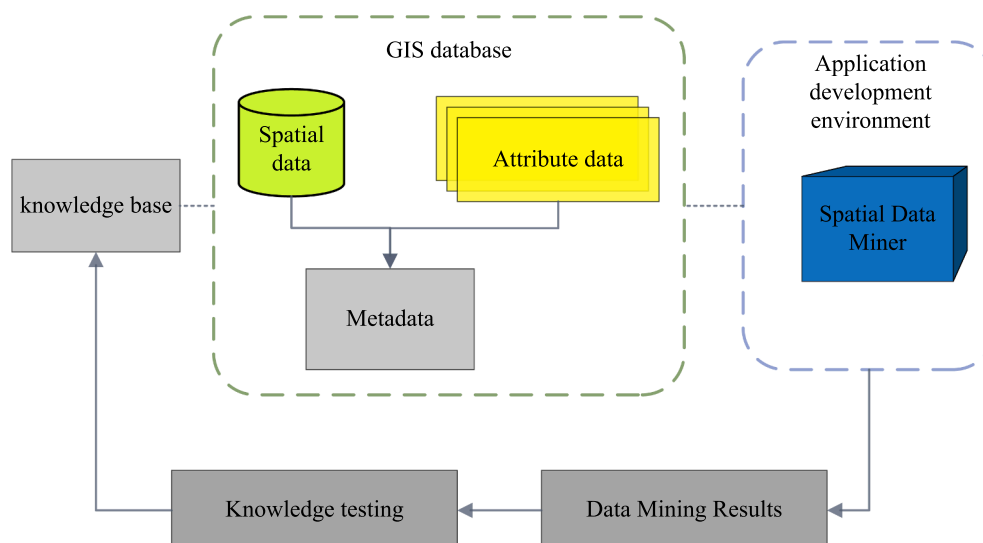 GIS database
Spatial
data
Attribute data
Metadata
knowledge base
Application
development
environment
Spatial Data
Miner
Knowledge testing
Data Mining Results